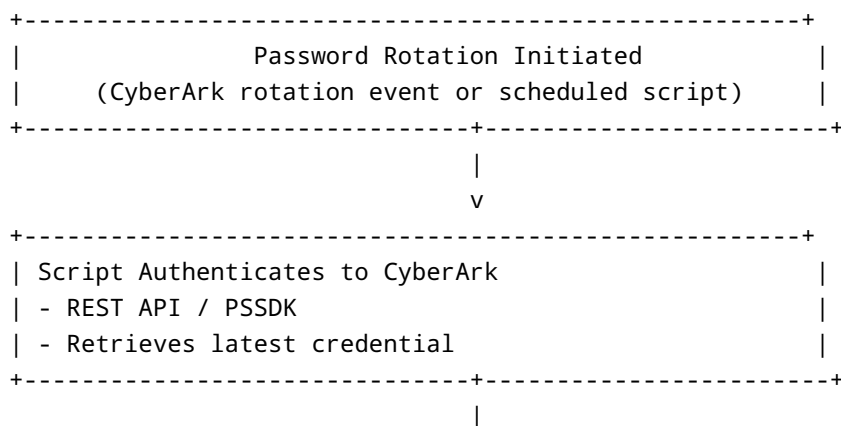 +------------------------------------------------------+
|                 Password Rotation Initiated            |
|      (CyberArk rotation event or scheduled script)     |
+-------------------------------+------------------------+
                                |
                                v
+------------------------------------------------------+
| Script Authenticates to CyberArk                       |
| - REST API / PSSDK                                     |
| - Retrieves latest credential                          |
+-------------------------------+------------------------+
                                |